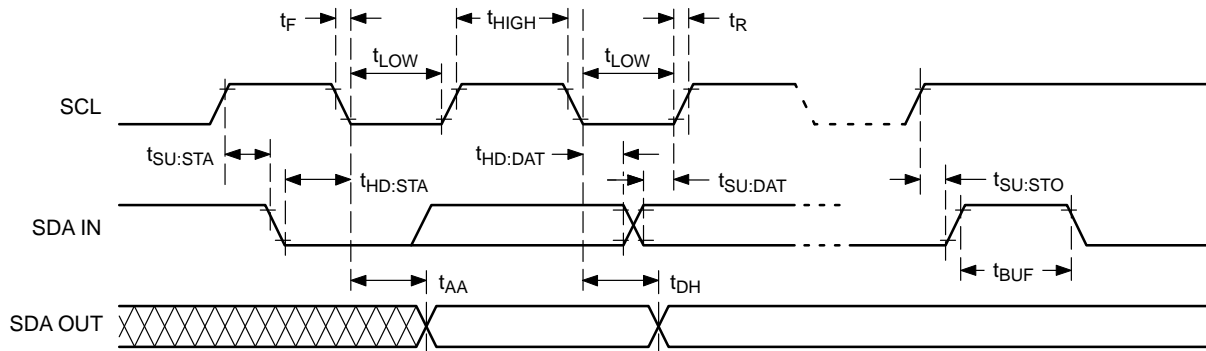 tF
tHIGH
tR
tLOW
tLOW
SCL
tSU:STA
tHD:STA
tHD:DAT
tSU:DAT
tSU:STO
SDA IN
tAA
tDH
tBUF
SDA OUT